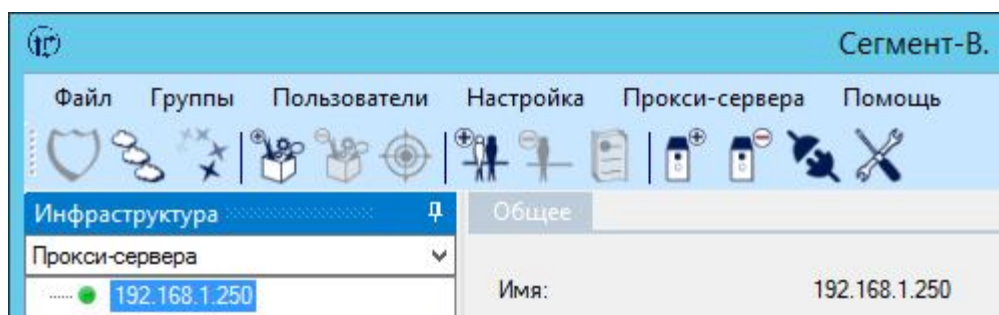 Сегмент-В.
Файл Группы Пользователи Настройка Прокси-сервера Помощь
Инфраструктура Общее
Прокси-сервера
192.168.1.250 Имя: 192.168.1.250